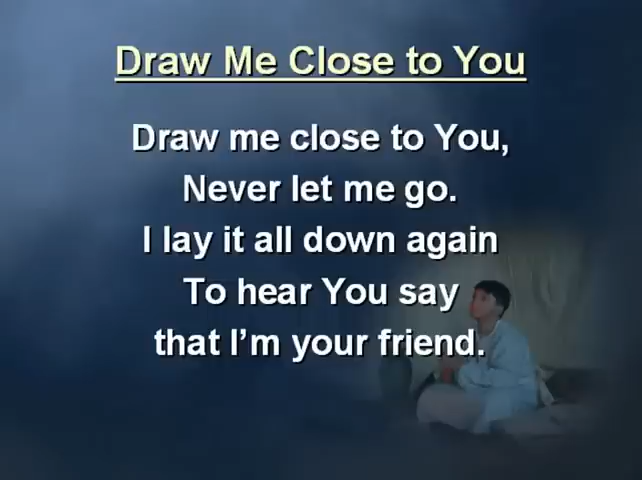 Draw Me Close to You
Draw me close to You,
Never let me go.
I lay it all down again
To hear You say
that I’m your friend.